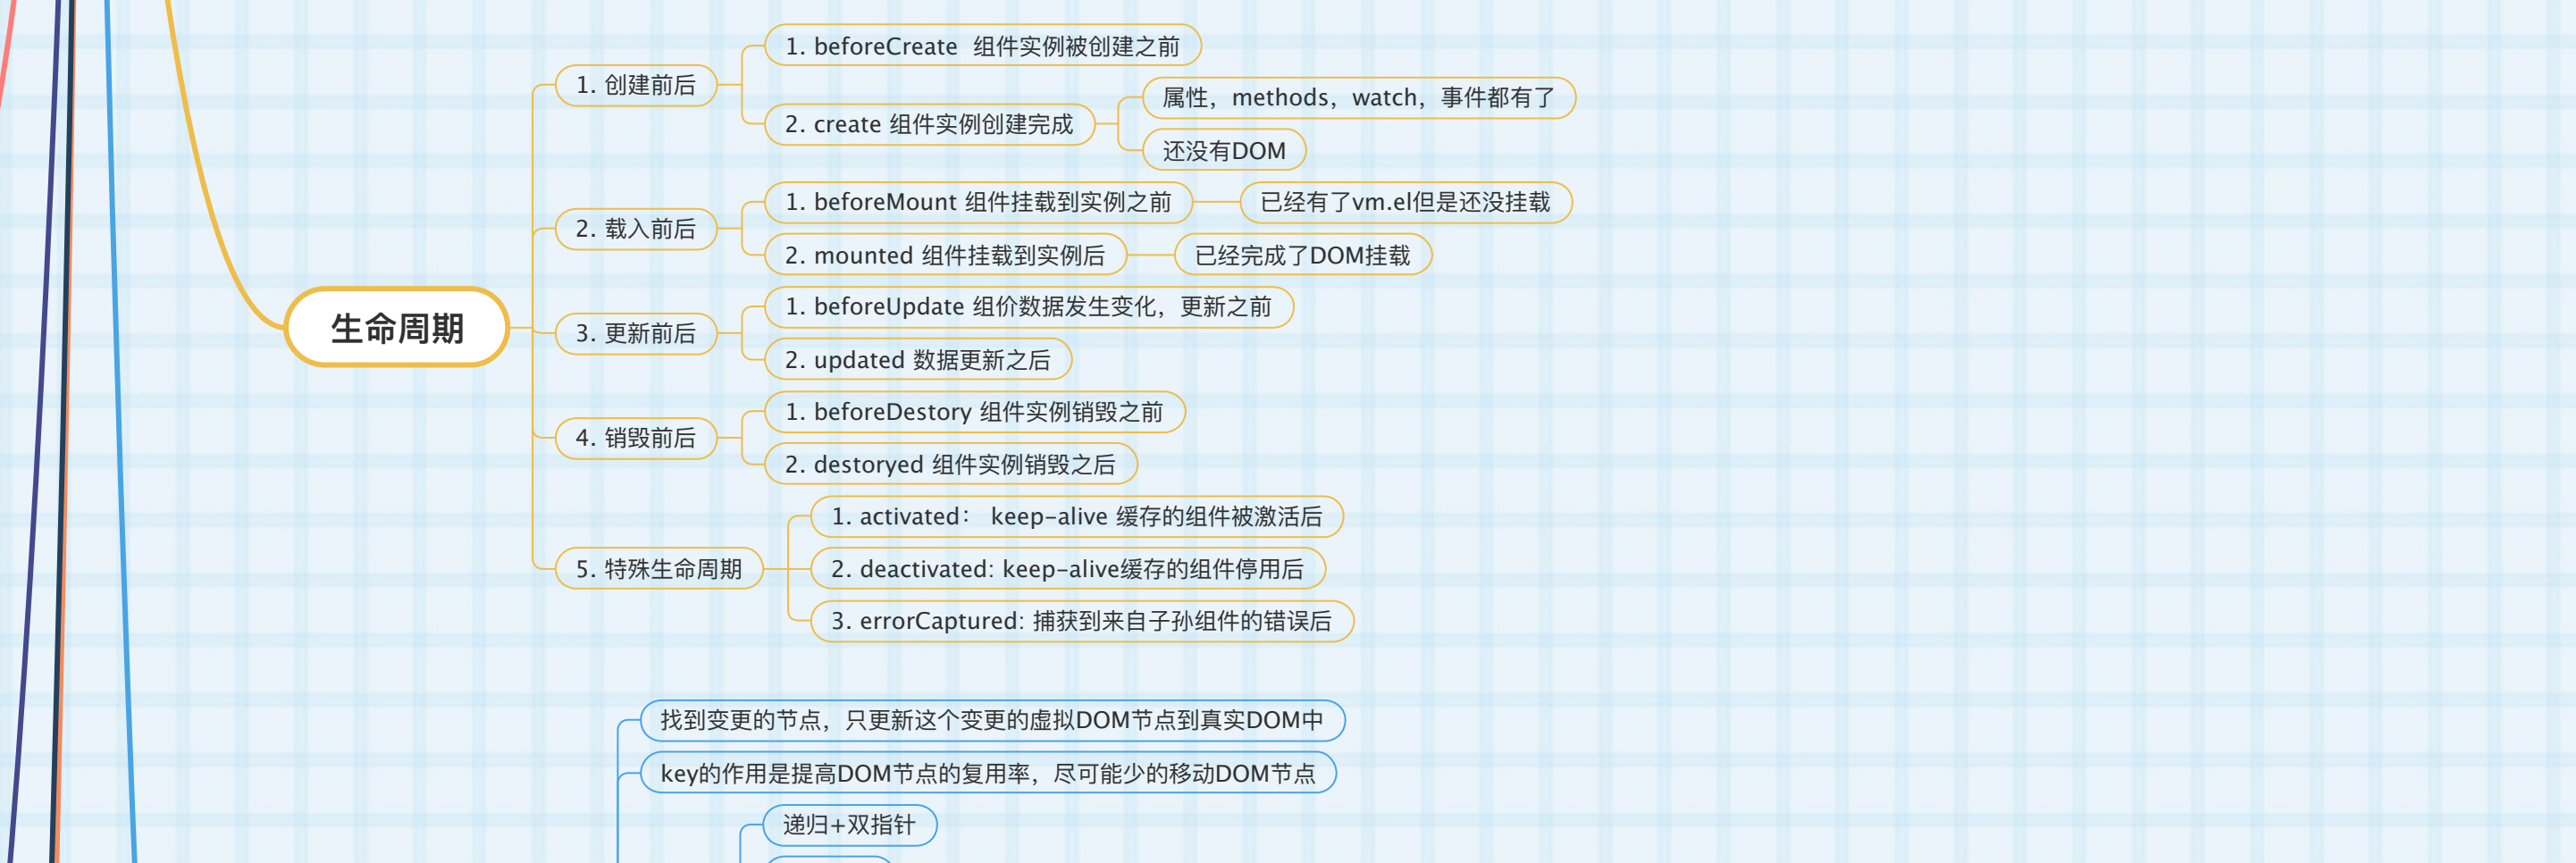 1. beforeCreate 组件实例被创建之前
1. 创建前后
属性，methods，watch，事件都有了
2. create 组件实例创建完成
还没有DOM
1. beforeMount 组件挂载到实例之前
已经有了vm.el但是还没挂载
2. 载入前后
2. mounted 组件挂载到实例后
已经完成了DOM挂载
生命周期
1. beforeUpdate 组价数据发生变化，更新之前
3. 更新前后
2. updated 数据更新之后
1. beforeDestory 组件实例销毁之前
4. 销毁前后
2. destoryed 组件实例销毁之后
1. activated： keep-alive 缓存的组件被激活后
5. 特殊生命周期
2. deactivated: keep-alive缓存的组件停用后
3. errorCaptured: 捕获到来自子孙组件的错误后
找到变更的节点，只更新这个变更的虚拟DOM节点到真实DOM中
key的作用是提高DOM节点的复用率，尽可能少的移动DOM节点
递归+双指针